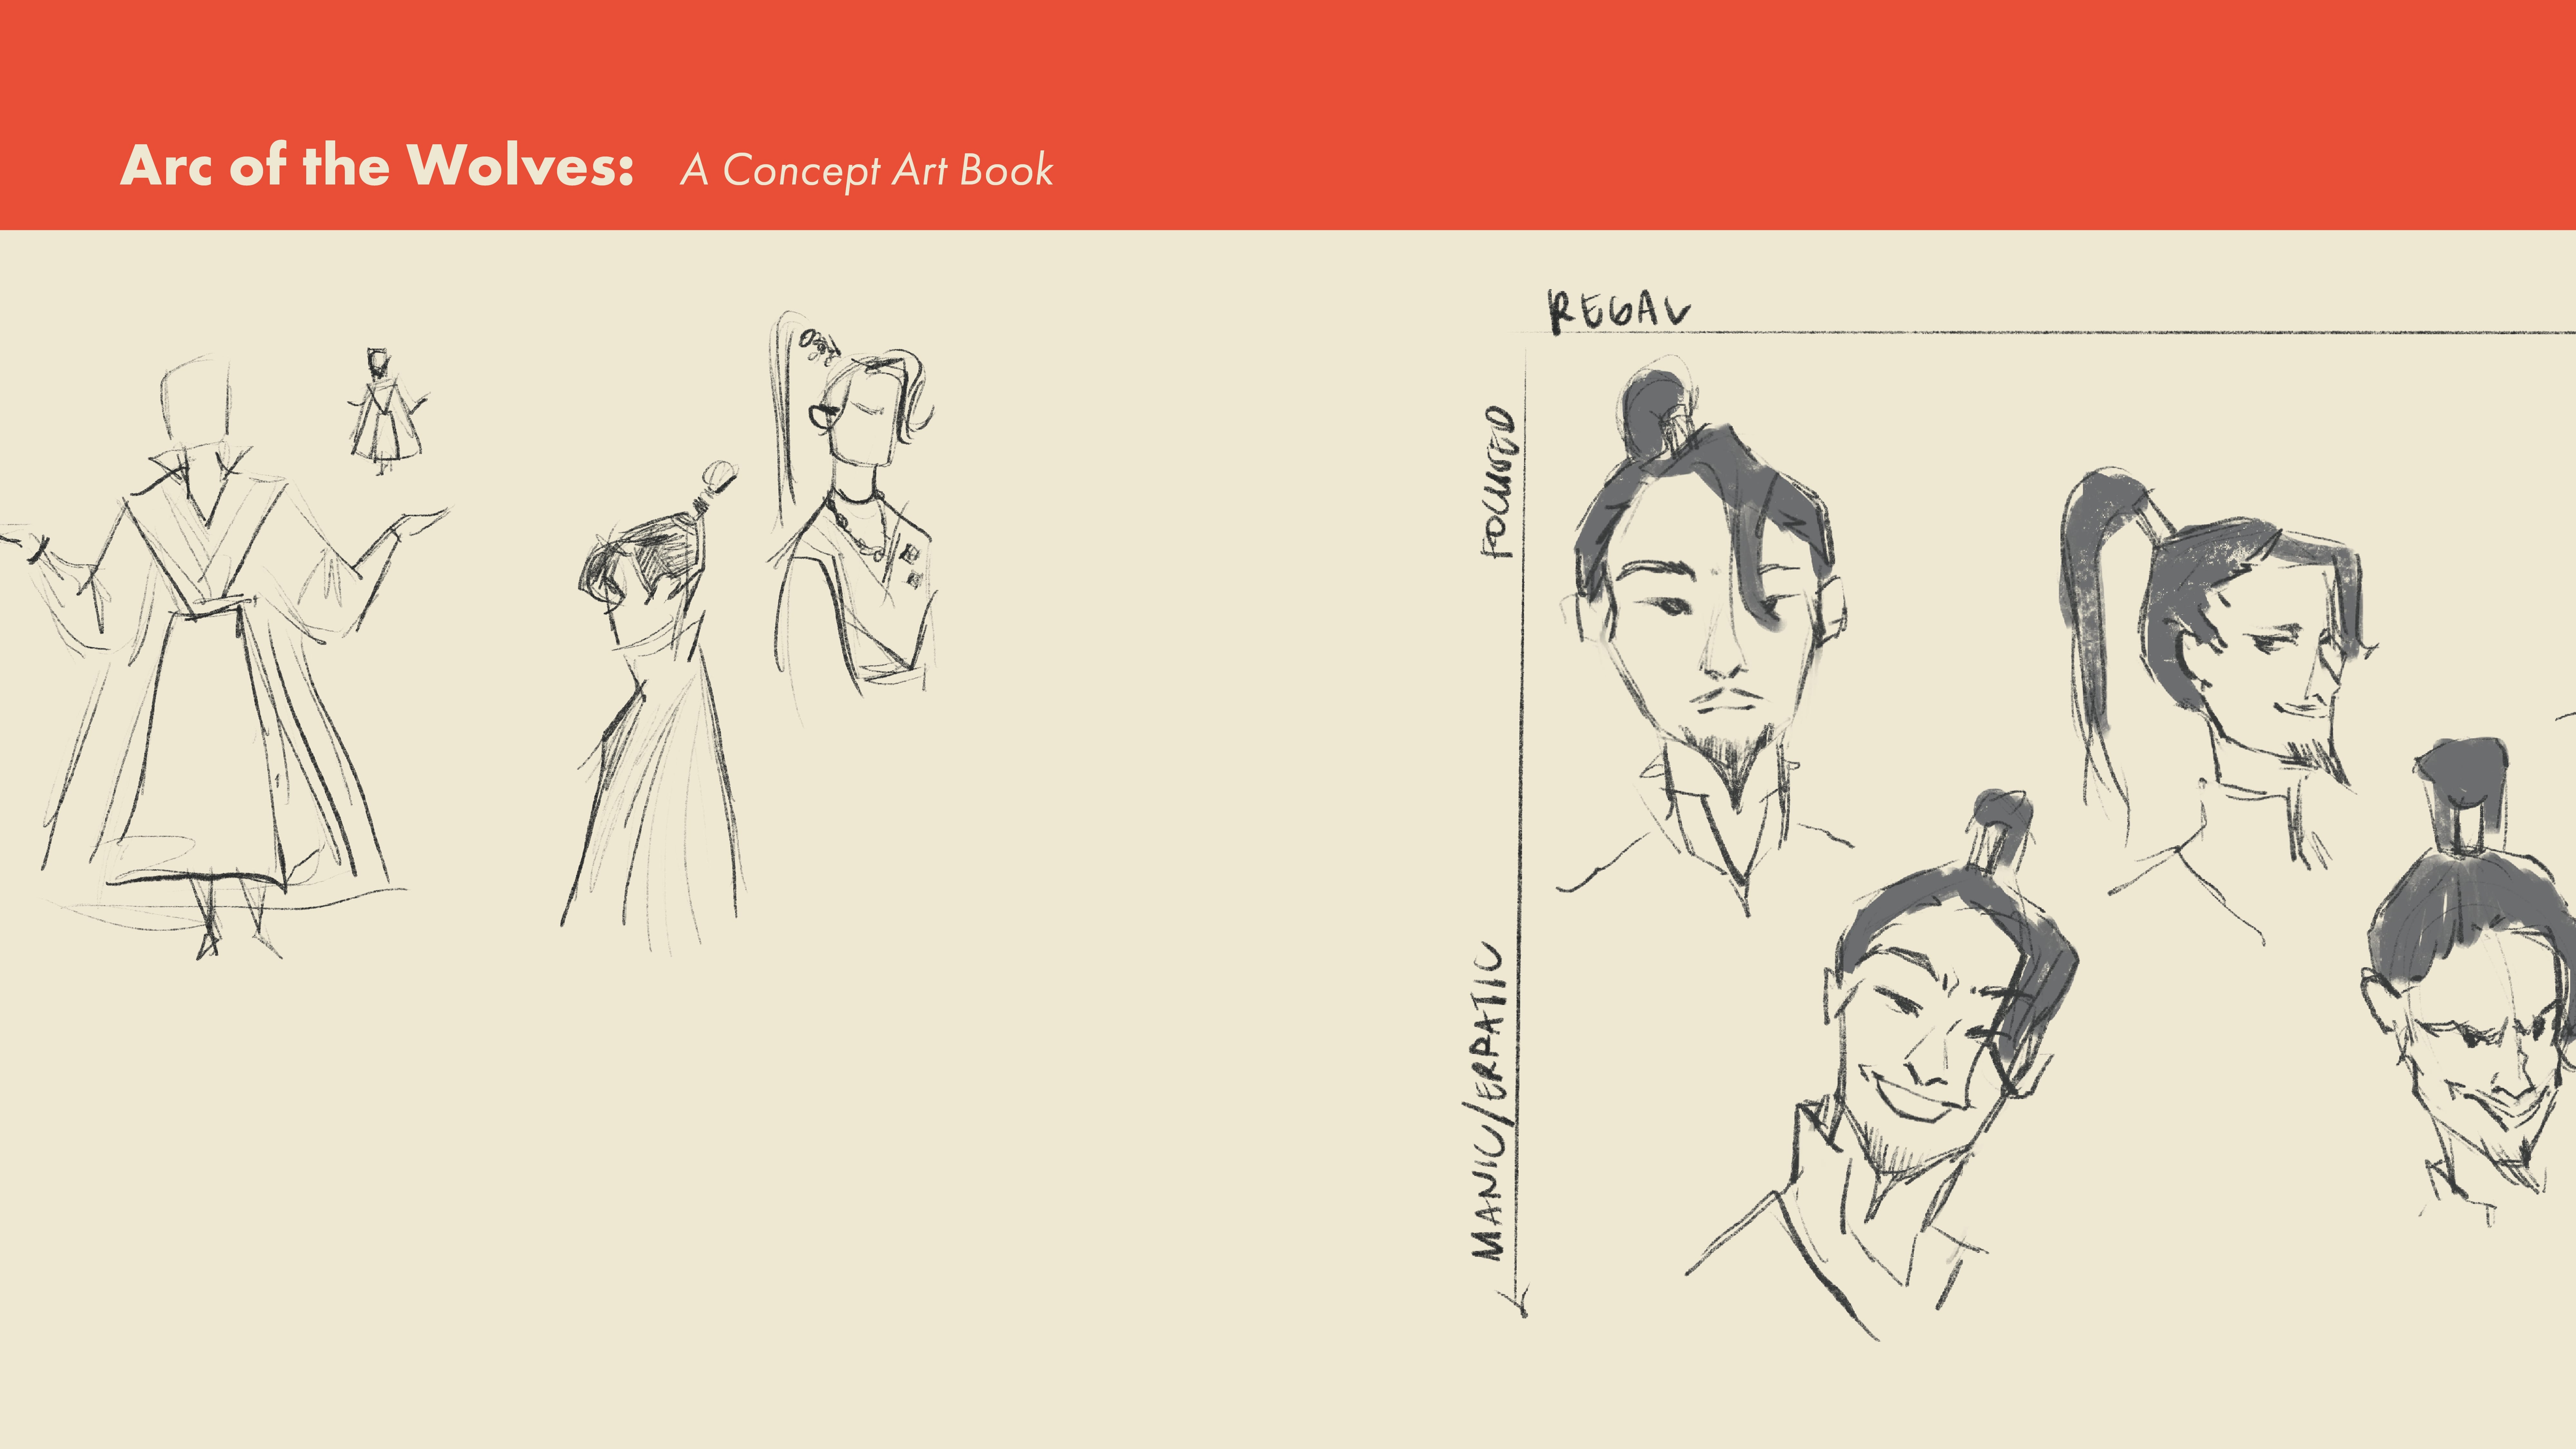 Arc of the Wolves: A Concept Art Book
REGAL
FOCUSED
MANIC/ERRATIC